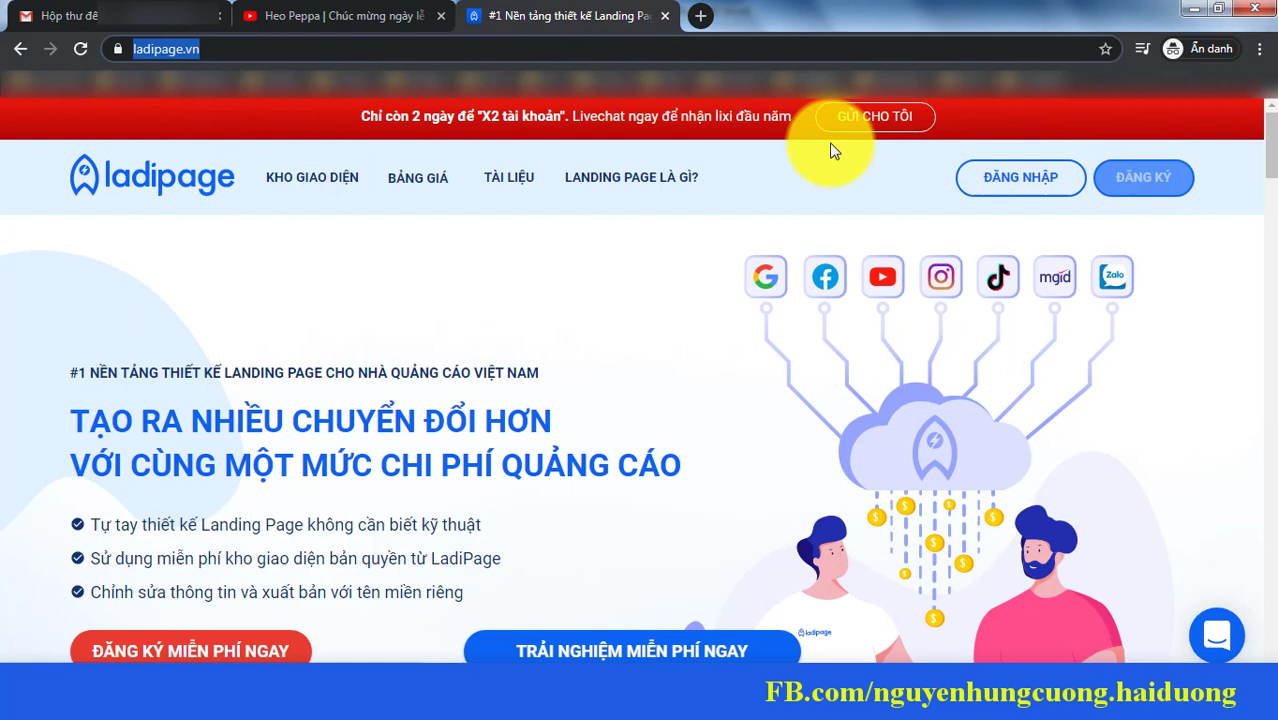 Hộp thư đế
Heo Peppa | Chúc mừng ngày lễ
#1 Nền tảng thiết kế Landing Pa
ladipage.vn
Ẩn danh
Chỉ còn 2 ngày để "X2 tài khoản". Livechat ngay để nhận lixi đầu năm
GỬI CHO TÔI
ladipage
KHO GIAO DIỆN
BẢNG GIÁ
TÀI LIỆU
LANDING PAGE LÀ GÌ?
ĐĂNG NHẬP
ĐĂNG KÝ
mgid
Zalo
#1 NỀN TẢNG THIẾT KẾ LANDING PAGE CHO NHÀ QUẢNG CÁO VIỆT NAM
TẠO RA NHIỀU CHUYỂN ĐỔI HƠN
VỚI CÙNG MỘT MỨC CHI PHÍ QUẢNG CÁO
Tự tay thiết kế Landing Page không cần biết kỹ thuật
Sử dụng miễn phí kho giao diện bản quyền từ LadiPage
Chỉnh sửa thông tin và xuất bản với tên miền riêng
ladipage
ĐĂNG KÝ MIỄN PHÍ NGAY
TRẢI NGHIỆM MIỄN PHÍ NGAY
FB.com/nguyenhungcuong.haiduong